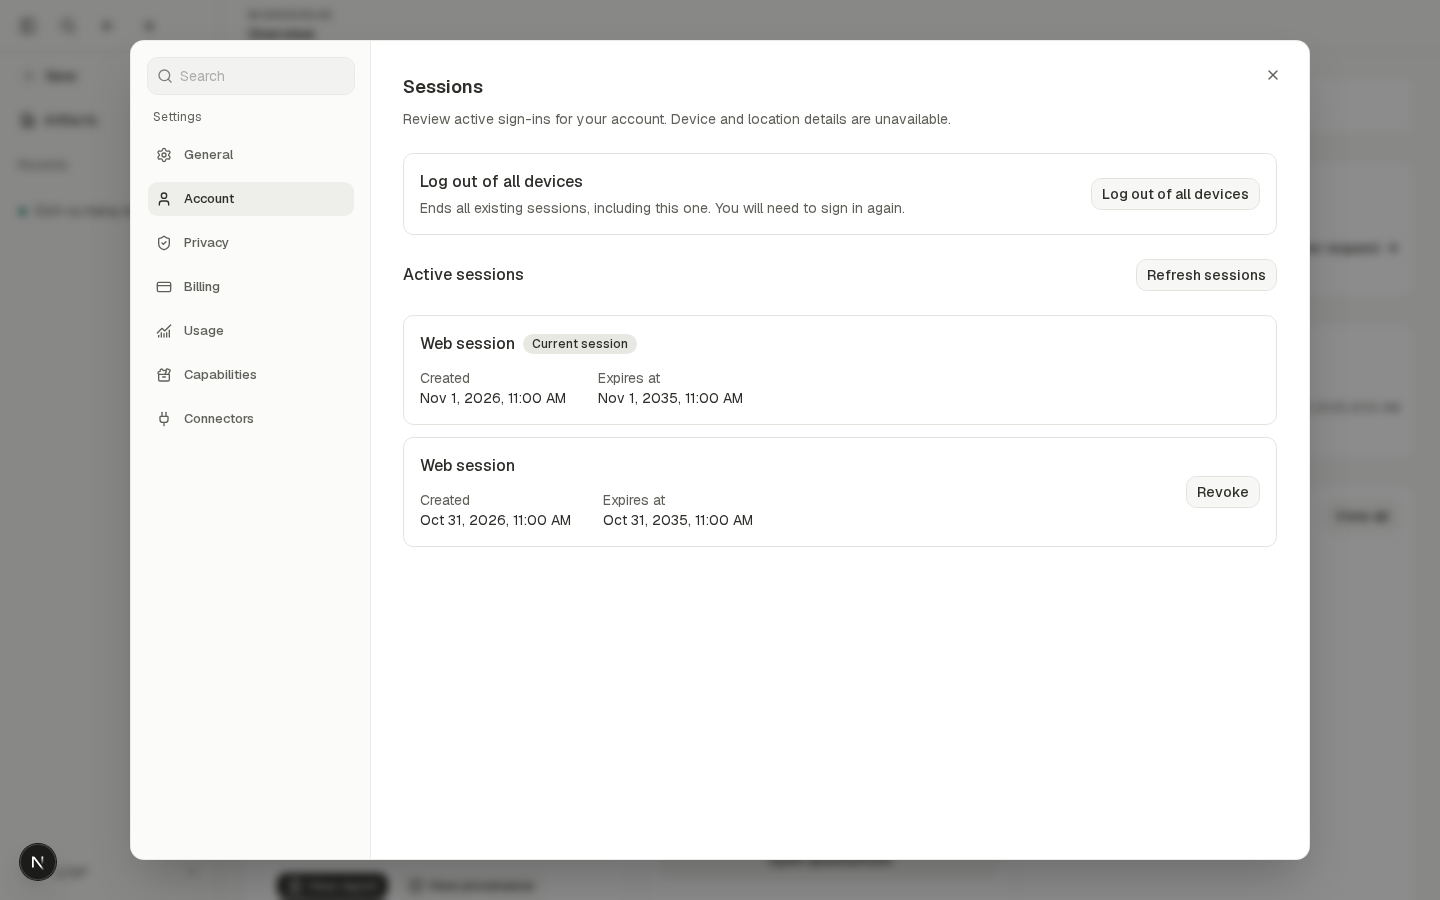 Search
Settings
General
Account
Privacy
Billing
Usage
Capabilities
Connectors
Sessions
Review active sign-ins for your account. Device and location details are unavailable.
Log out of all devices
Ends all existing sessions, including this one. You will need to sign in again.
Log out of all devices
Active sessions
Refresh sessions
Web session
Current session
Created
Expires at
Nov 1, 2026, 11:00 AM
Nov 1, 2035, 11:00 AM
Web session
Created
Expires at
Oct 31, 2026, 11:00 AM
Oct 31, 2035, 11:00 AM
Revoke
N